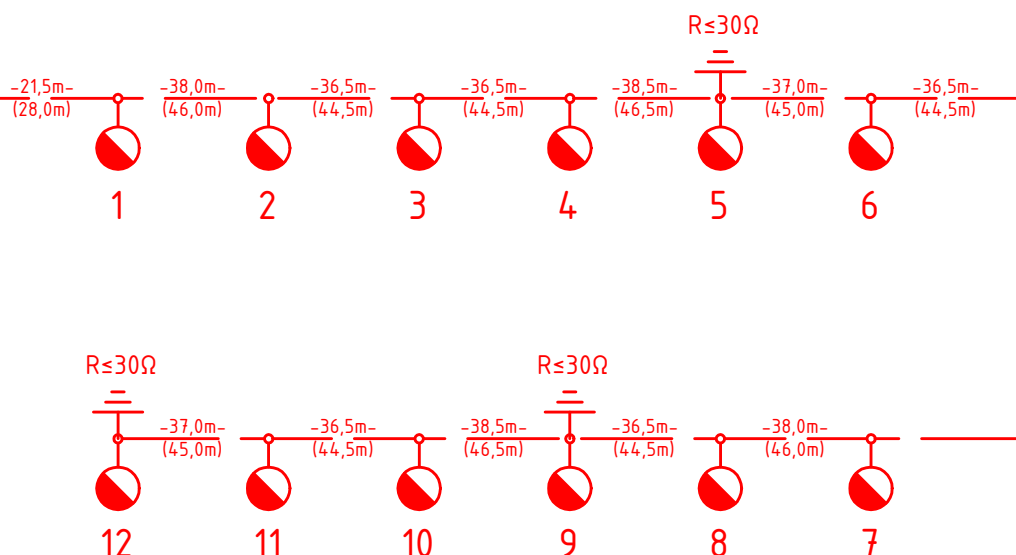 R≤30Ω
-21,5m- -38,0m- -36,5m- -36,5m- -38,5m- -37,0m- -36,5m-
(28,0m) (46,0m) (44,5m) (44,5m) (46,5m) (45,0m) (44,5m)
1 2 3 4 5 6
R≤30Ω R≤30Ω
-37,0m- -36,5m- -38,5m- -36,5m- -38,0m-
(45,0m) (44,5m) (46,5m) (44,5m) (46,0m)
12 11 10 9 8 7